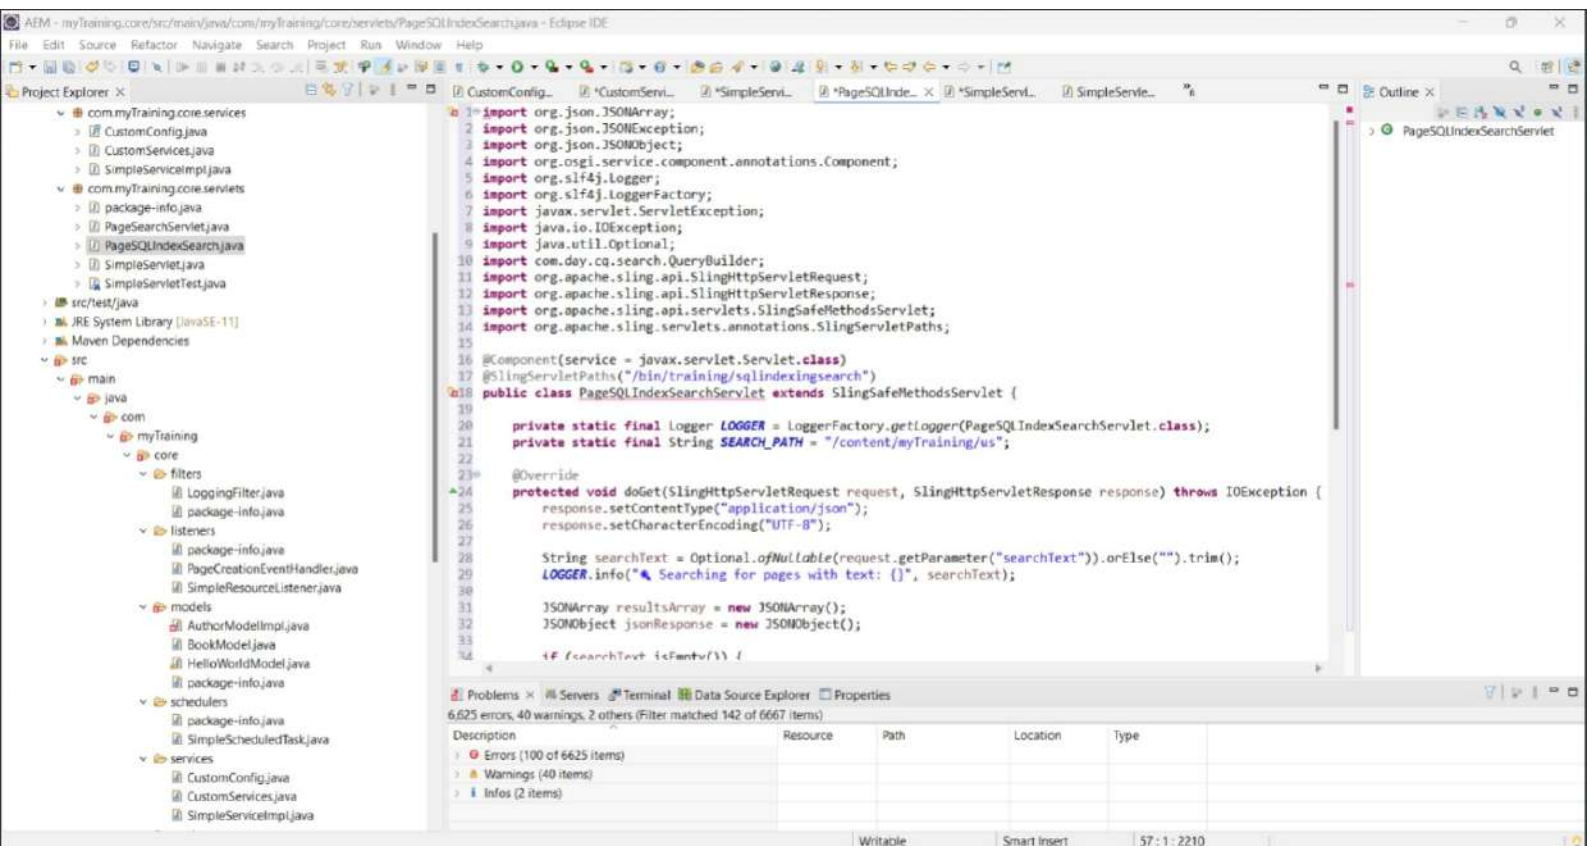 AEM - myTraining.core/src/main/java/com/myTraining/core/servlets/PageSQLIndexSearch.java - Eclipse IDE
File Edit Source Refactor Navigate Search Project Run Window Help
Project Explorer
com.myTraining.core.services
CustomConfig.java
CustomServices.java
SimpleServiceImpl.java
com.myTraining.core.servlets
package-info.java
PageSearchServlet.java
PageSQLIndexSearch.java
SimpleServlet.java
SimpleServletTest.java
src/test/java
JRE System Library [JavaSE-11]
Maven Dependencies
src
main
java
com
myTraining
core
filters
LoggingFilter.java
package-info.java
listeners
package-info.java
PageCreationEventHandler.java
SimpleResourceListener.java
models
AuthorModelImpl.java
BookModel.java
HelloWorldModel.java
package-info.java
schedulers
package-info.java
SimpleScheduledTask.java
services
CustomConfig.java
CustomServices.java
SimpleServiceImpl.java
CustomConfig... *CustomServi... *SimpleServi... *PageSQLInde... *SimpleServl... SimpleServle...
1 import org.json.JSONArray;
2 import org.json.JSONException;
3 import org.json.JSONObject;
4 import org.osgi.service.component.annotations.Component;
5 import org.slf4j.Logger;
6 import org.slf4j.LoggerFactory;
7 import javax.servlet.ServletException;
8 import java.io.IOException;
9 import java.util.Optional;
10 import com.day.cq.search.QueryBuilder;
11 import org.apache.sling.api.SlingHttpServletRequest;
12 import org.apache.sling.api.SlingHttpServletResponse;
13 import org.apache.sling.api.servlets.SlingSafeMethodsServlet;
14 import org.apache.sling.servlets.annotations.SlingServletPaths;
15
16 @Component(service = javax.servlet.Servlet.class)
17 @SlingServletPaths("/bin/training/sqlindexingsearch")
18 public class PageSQLIndexSearchServlet extends SlingSafeMethodsServlet {
19
20 private static final Logger LOGGER = LoggerFactory.getLogger(PageSQLIndexSearchServlet.class);
21 private static final String SEARCH_PATH = "/content/myTraining/us";
22
23 @Override
24 protected void doGet(SlingHttpServletRequest request, SlingHttpServletResponse response) throws IOException {
25 response.setContentType("application/json");
26 response.setCharacterEncoding("UTF-8");
27
28 String searchText = Optional.ofNullable(request.getParameter("searchText")).orElse("").trim();
29 LOGGER.info("🔍 Searching for pages with text: {}", searchText);
30
31 JSONArray resultsArray = new JSONArray();
32 JSONObject jsonResponse = new JSONObject();
33
34 if (searchText.isEmpty()) {
Outline
PageSQLIndexSearchServlet
Problems Servers Terminal Data Source Explorer Properties
6,625 errors, 40 warnings, 2 others (Filter matched 142 of 6667 items)
Description Resource Path Location Type
Errors (100 of 6625 items)
Warnings (40 items)
Infos (2 items)
Writable Smart Insert 57 : 1 : 2210